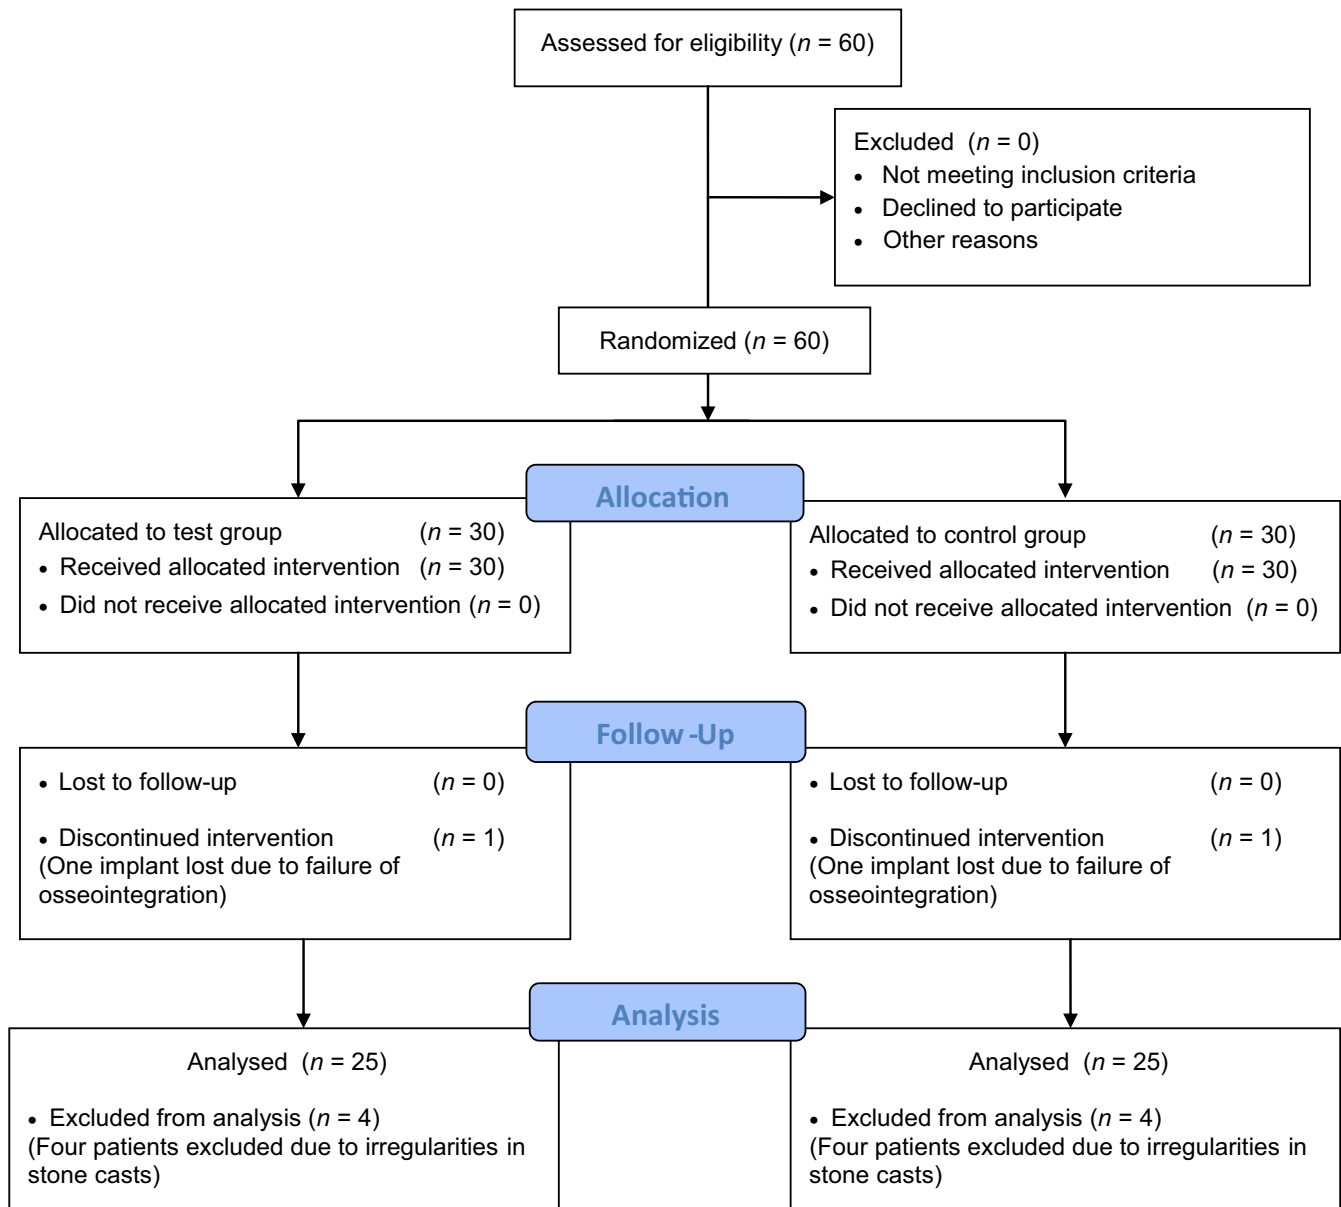 Assessed for eligibility (n = 60)
Excluded (n = 0)
• Not meeting inclusion criteria
• Declined to participate
• Other reasons
Randomized (n = 60)
Allocation
Allocated to test group (n = 30)
• Received allocated intervention (n = 30)
• Did not receive allocated intervention (n = 0)
Allocated to control group (n = 30)
• Received allocated intervention (n = 30)
• Did not receive allocated intervention (n = 0)
Follow-Up
• Lost to follow-up (n = 0)
• Discontinued intervention (n = 1)
(One implant lost due to failure of
osseointegration)
• Lost to follow-up (n = 0)
• Discontinued intervention (n = 1)
(One implant lost due to failure of
osseointegration)
Analysis
Analysed (n = 25)
• Excluded from analysis (n = 4)
(Four patients excluded due to irregularities in
stone casts)
Analysed (n = 25)
• Excluded from analysis (n = 4)
(Four patients excluded due to irregularities in
stone casts)